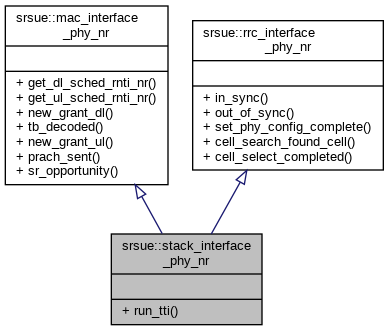 srsue::mac_interface
_phy_nr
+ get_dl_sched_rnti_nr()
+ get_ul_sched_rnti_nr()
+ new_grant_dl()
+ tb_decoded()
+ new_grant_ul()
+ prach_sent()
+ sr_opportunity()
srsue::rrc_interface
_phy_nr
+ in_sync()
+ out_of_sync()
+ set_phy_config_complete()
+ cell_search_found_cell()
+ cell_select_completed()
srsue::stack_interface
_phy_nr
+ run_tti()